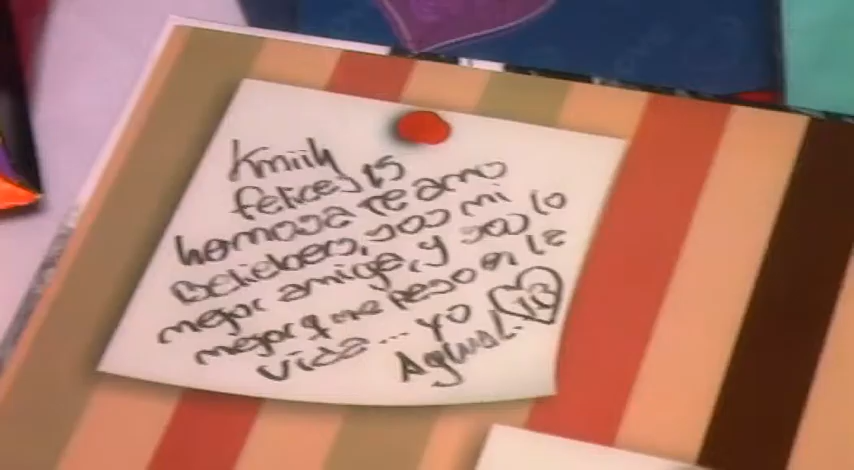 Kmiih
felices 15
hermosa te amo
Belieber, sos mi
mejor amiga, y sos lo
mejor q me paso en la
vida... yo
Agus L.